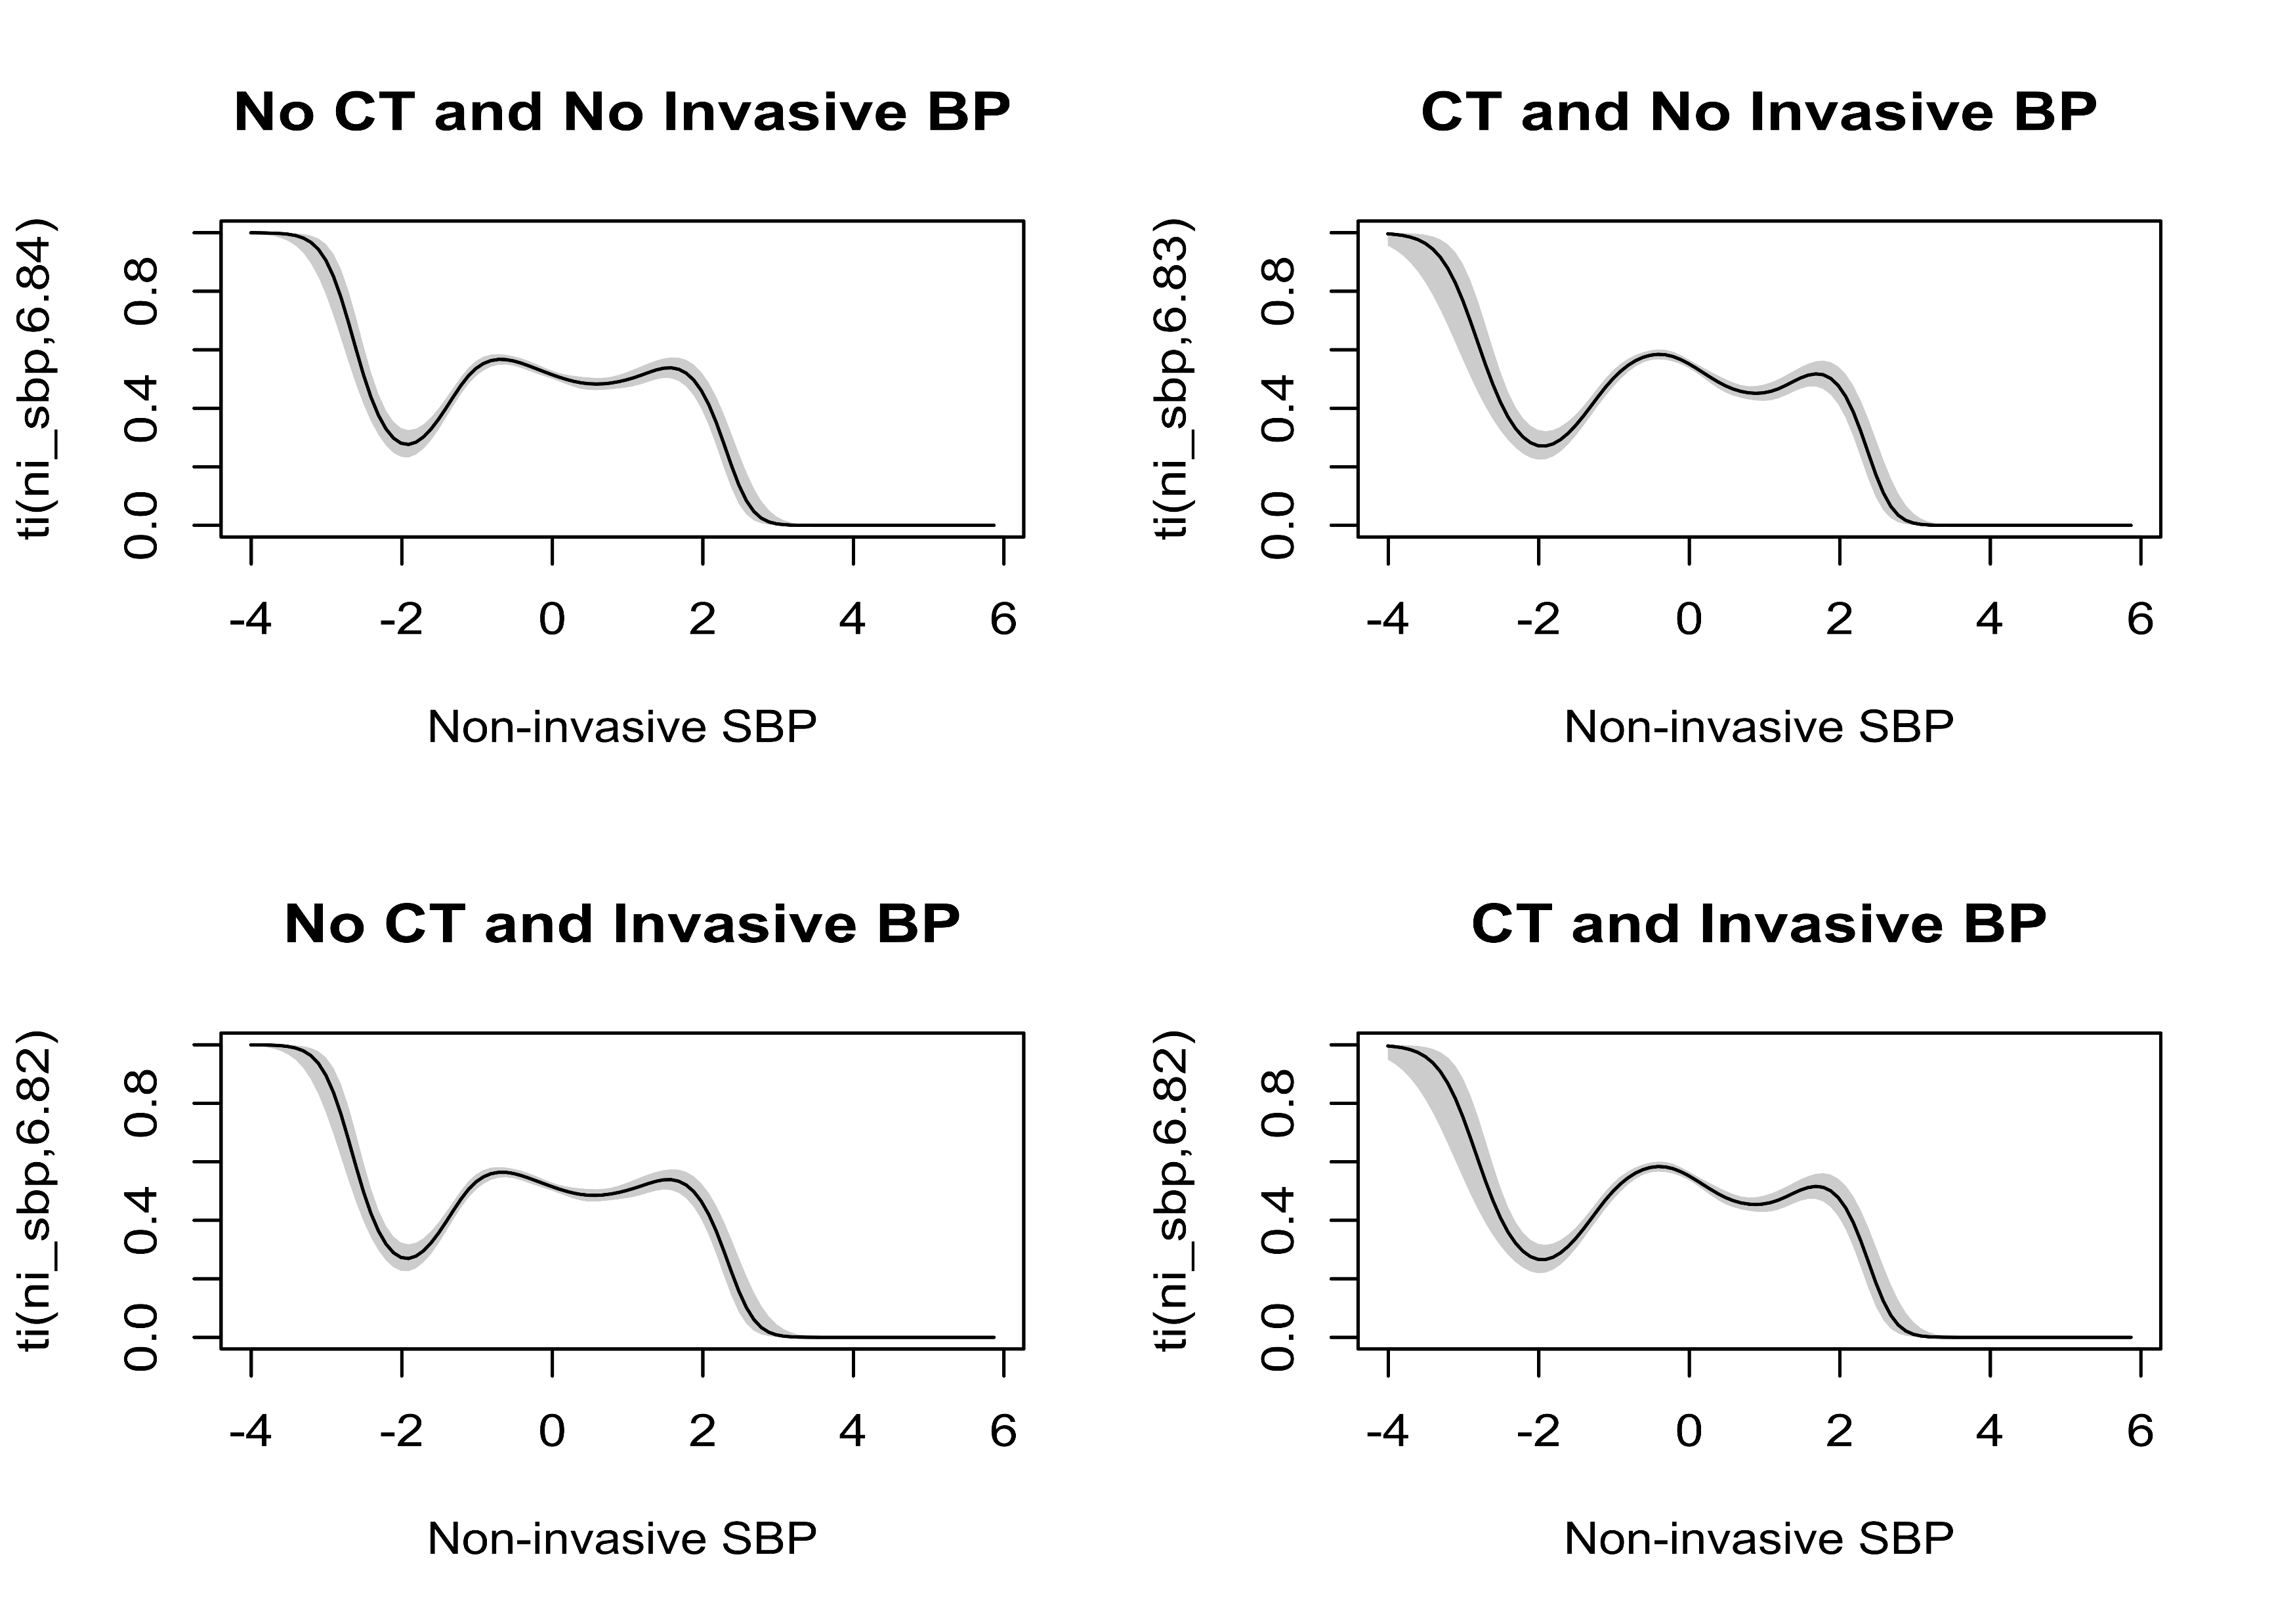 No CT and No Invasive BP
ti(ni_sbp,6.84)
0.8
0.4
0.0
-4 -2 0 2 4 6
Non-invasive SBP
CT and No Invasive BP
ti(ni_sbp,6.83)
0.8
0.4
0.0
-4 -2 0 2 4 6
Non-invasive SBP
No CT and Invasive BP
ti(ni_sbp,6.82)
0.8
0.4
0.0
-4 -2 0 2 4 6
Non-invasive SBP
CT and Invasive BP
ti(ni_sbp,6.82)
0.8
0.4
0.0
-4 -2 0 2 4 6
Non-invasive SBP